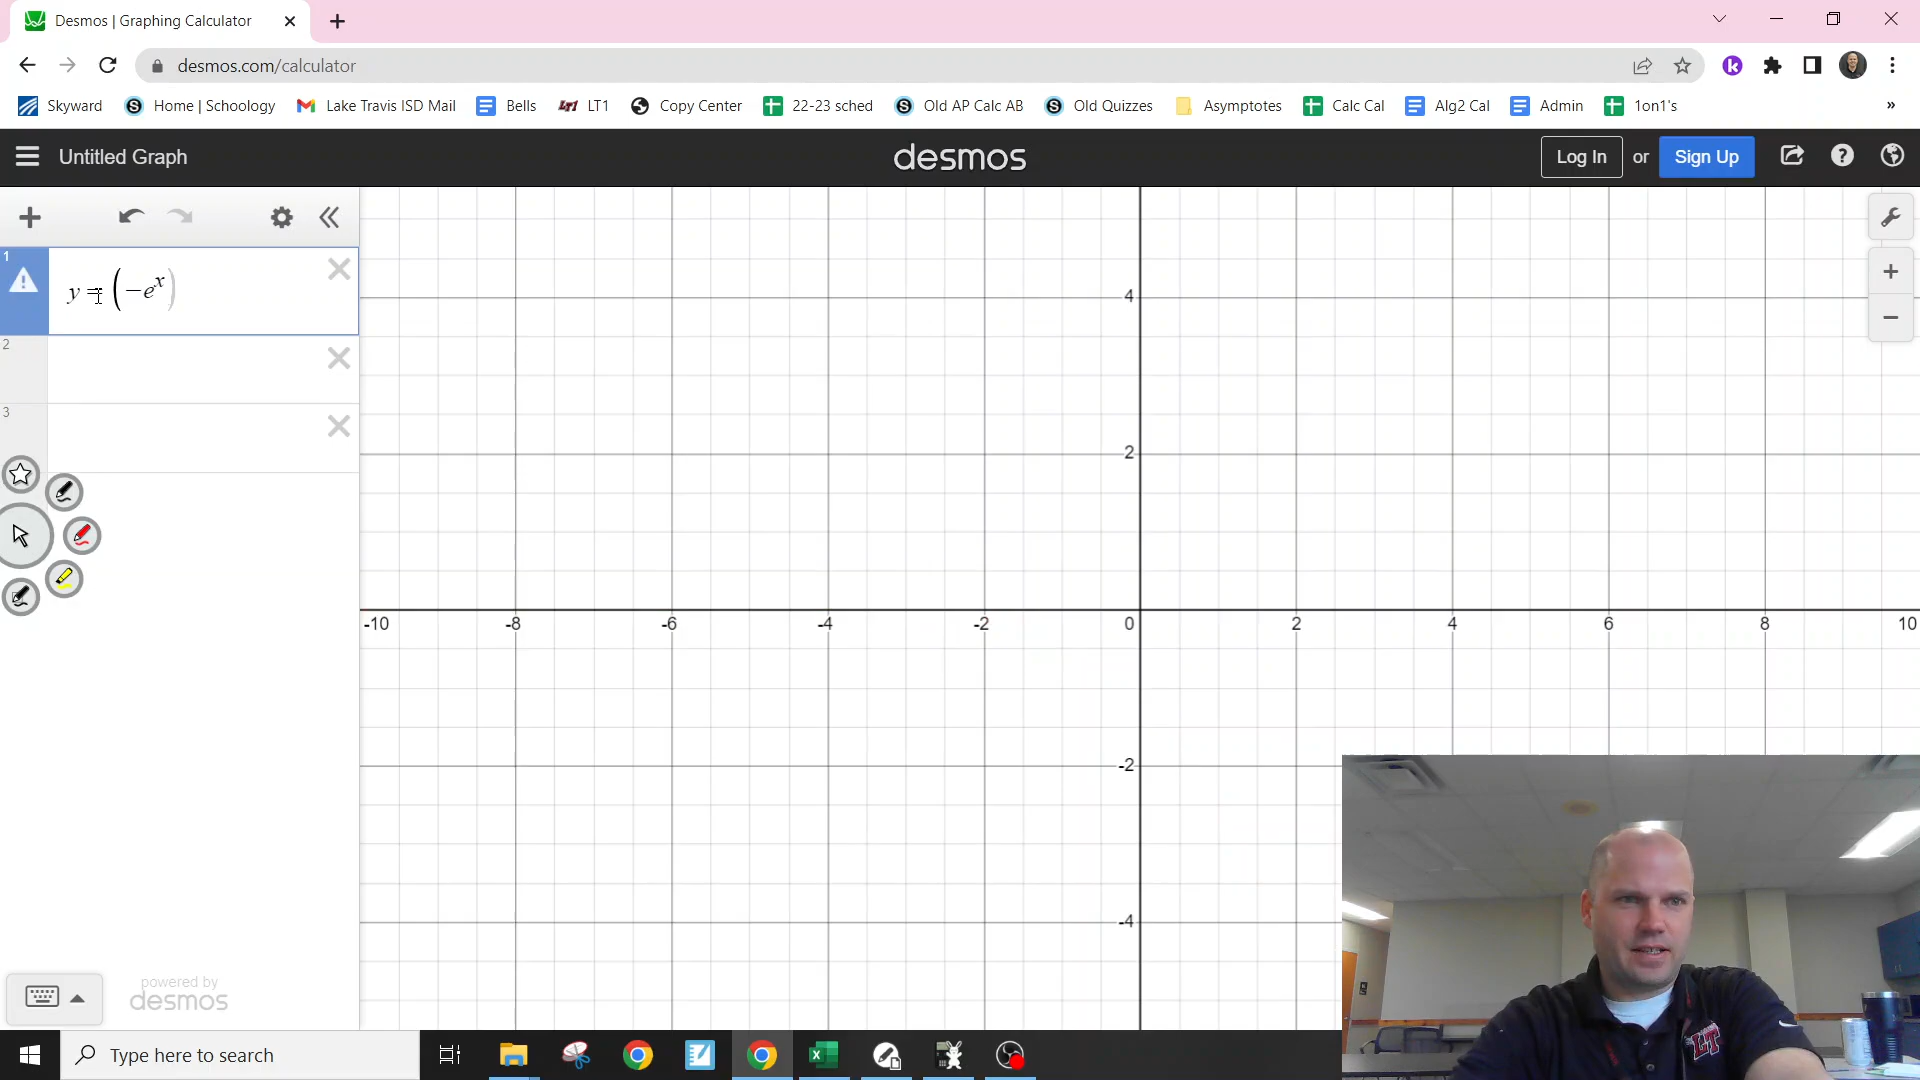 Desmos | Graphing Calculator
desmos.com/calculator
Skyward Home | Schoology Lake Travis ISD Mail Bells LT1 Copy Center 22-23 sched Old AP Calc AB Old Quizzes Asymptotes Calc Cal Alg2 Cal Admin 1on1's »
Untitled Graph desmos Log In or Sign Up
1
y = (−e^x)
2
3
4
2
-10 -8 -6 -4 -2 0 2 4 6 8 10
-2
-4
powered by
desmos
Type here to search
LT